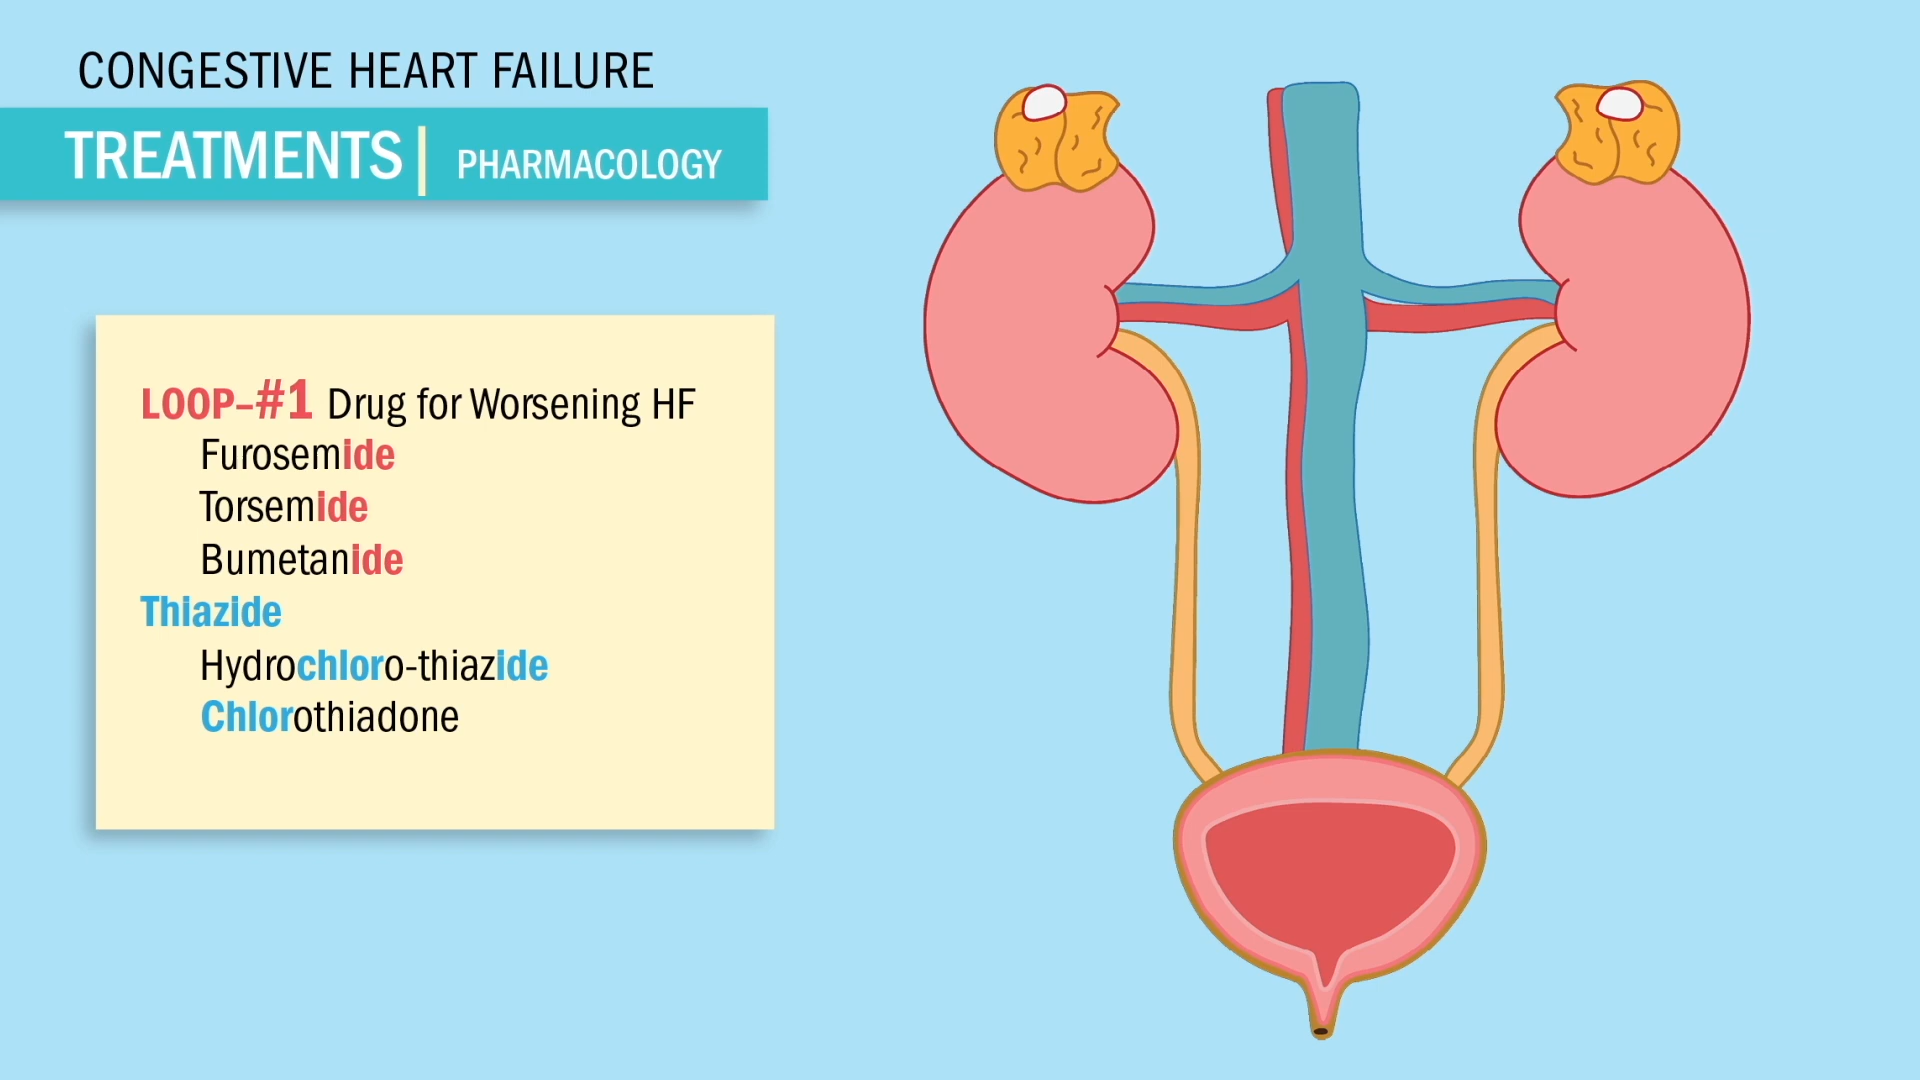 CONGESTIVE HEART FAILURE
TREATMENTS| PHARMACOLOGY
LOOP–#1 Drug for Worsening HF
Furosemide
Torsemide
Bumetanide
Thiazide
Hydrochloro-thiazide
Chlorothiadone